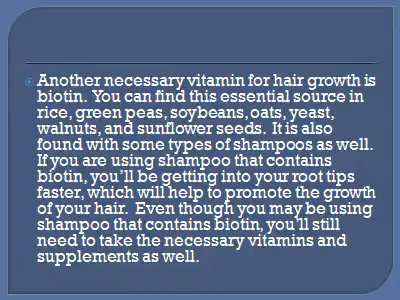 Another necessary vitamin for hair growth is
biotin. You can find this essential source in
rice, green peas, soybeans, oats, yeast,
walnuts, and sunflower seeds. It is also
found with some types of shampoos as well.
If you are using shampoo that contains
biotin, you'll be getting into your root tips
faster, which will help to promote the growth
of your hair. Even though you may be using
shampoo that contains biotin, you'll still
need to take the necessary vitamins and
supplements as well.